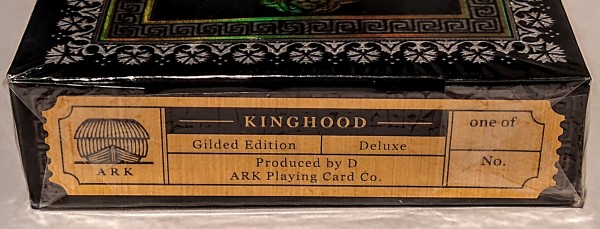 ARK
KINGHOOD
Gilded Edition
Deluxe
Produced by D
ARK Playing Card Co.
one of
No.